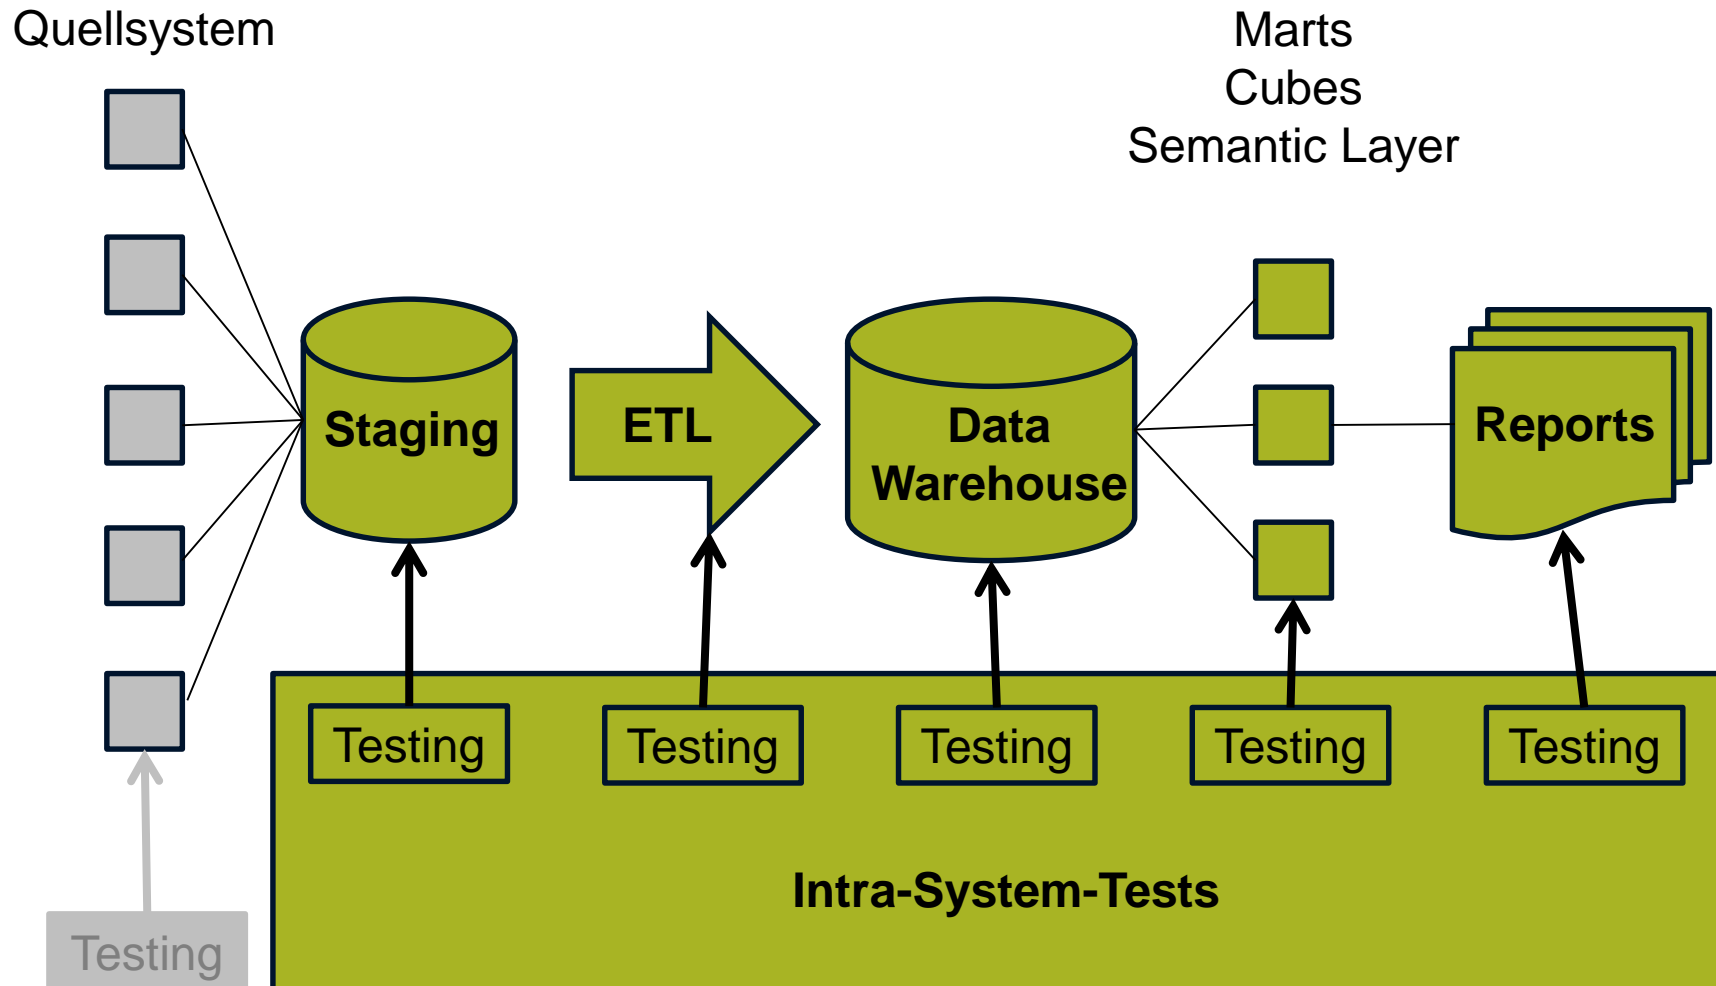 Quellsystem
Marts
Cubes
Semantic Layer
Staging
ETL
Data
Warehouse
Reports
Testing
Testing
Testing
Testing
Testing
Intra-System-Tests
Testing